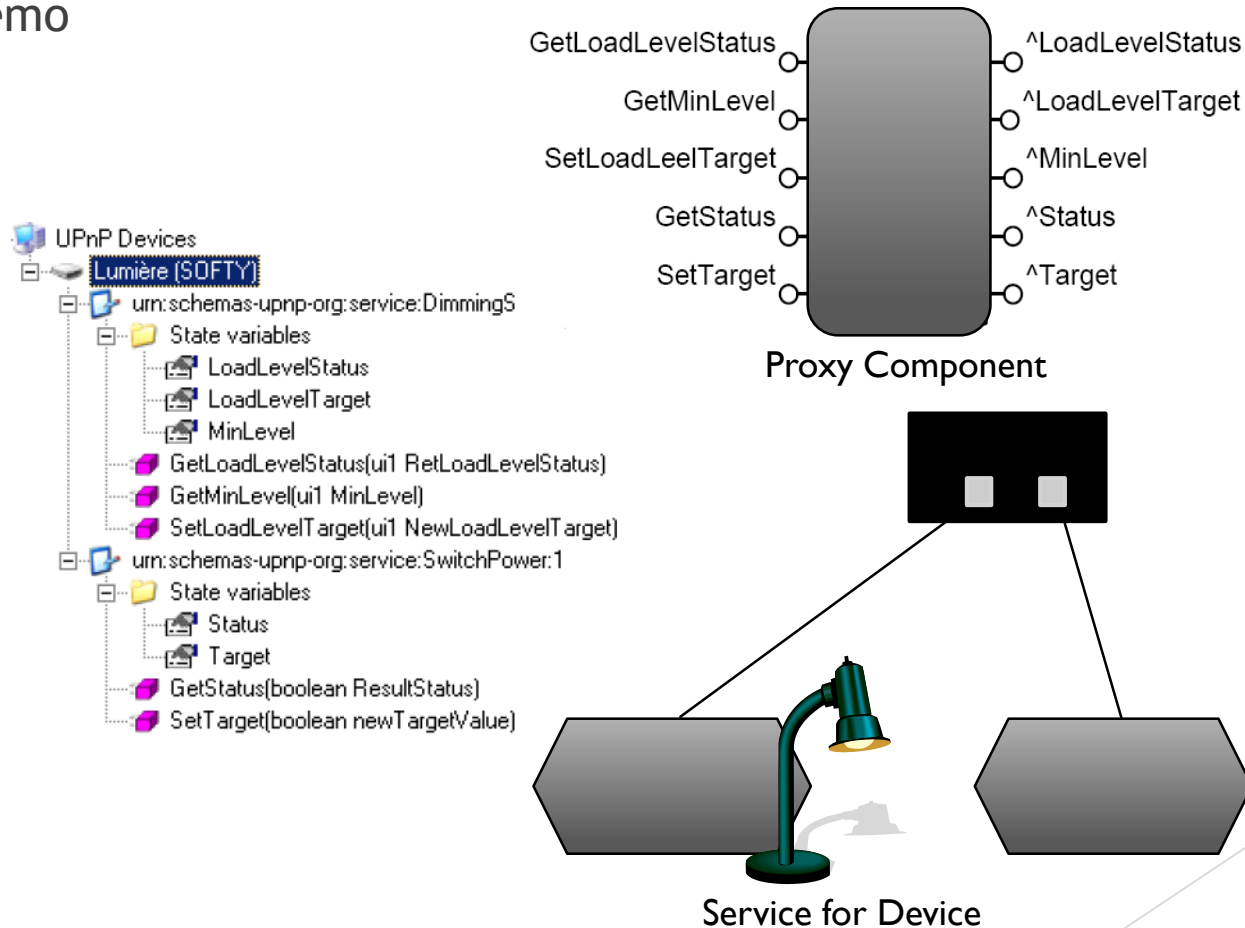 emo
GetLoadLevelStatus
GetMinLevel
SetLoadLeelTarget
GetStatus
SetTarget
^LoadLevelStatus
^LoadLevelTarget
^MinLevel
^Status
^Target
Proxy Component
UPnP Devices
Lumière (SOFTY)
urn:schemas-upnp-org:service:DimmingS
State variables
LoadLevelStatus
LoadLevelTarget
MinLevel
GetLoadLevelStatus(ui1 RetLoadLevelStatus)
GetMinLevel(ui1 MinLevel)
SetLoadLevelTarget(ui1 NewLoadLevelTarget)
urn:schemas-upnp-org:service:SwitchPower:1
State variables
Status
Target
GetStatus(boolean ResultStatus)
SetTarget(boolean newTargetValue)
Service for Device